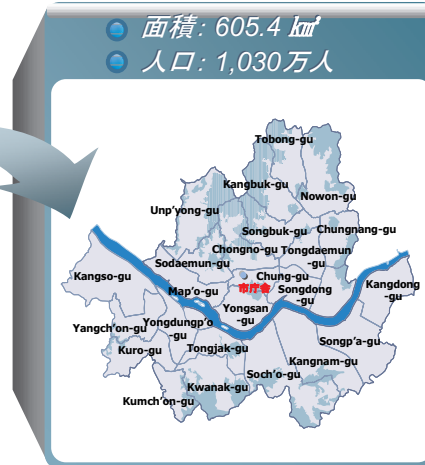 面積: 605.4 ㎢
人口: 1,030万人
Tobong-gu
Kangbuk-gu
Nowon-gu
Unp'yong-gu
Songbuk-gu
Chungnang-gu
Chongno-gu
Tongdaemun
-gu
Sodaemun-gu
Chung-gu
Kangso-gu
Map'o-gu
市庁舎
Songdong
-gu
Kangdong
-gu
Yongsan
-gu
Yangch'on-gu
Yongdungp'o
-gu
Songp'a-gu
Kuro-gu
Tongjak-gu
Kangnam-gu
Soch'o-gu
Kwanak-gu
Kumch'on-gu